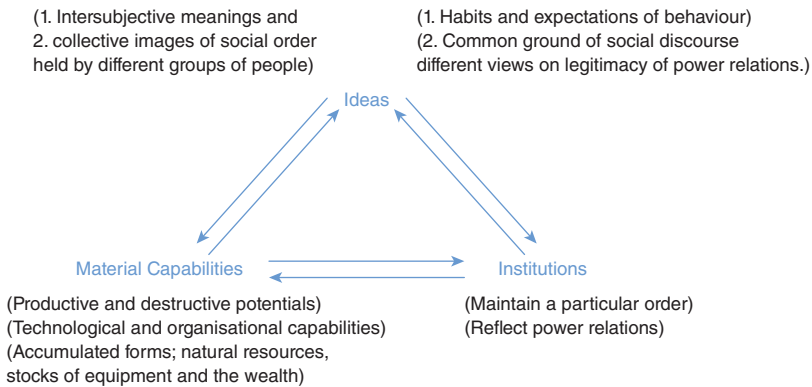 (1. Intersubjective meanings and
2. collective images of social order
held by different groups of people)
(1. Habits and expectations of behaviour)
(2. Common ground of social discourse
different views on legitimacy of power relations.)
Ideas
Material Capabilities
(Productive and destructive potentials)
(Technological and organisational capabilities)
(Accumulated forms; natural resources,
stocks of equipment and the wealth)
Institutions
(Maintain a particular order)
(Reflect power relations)